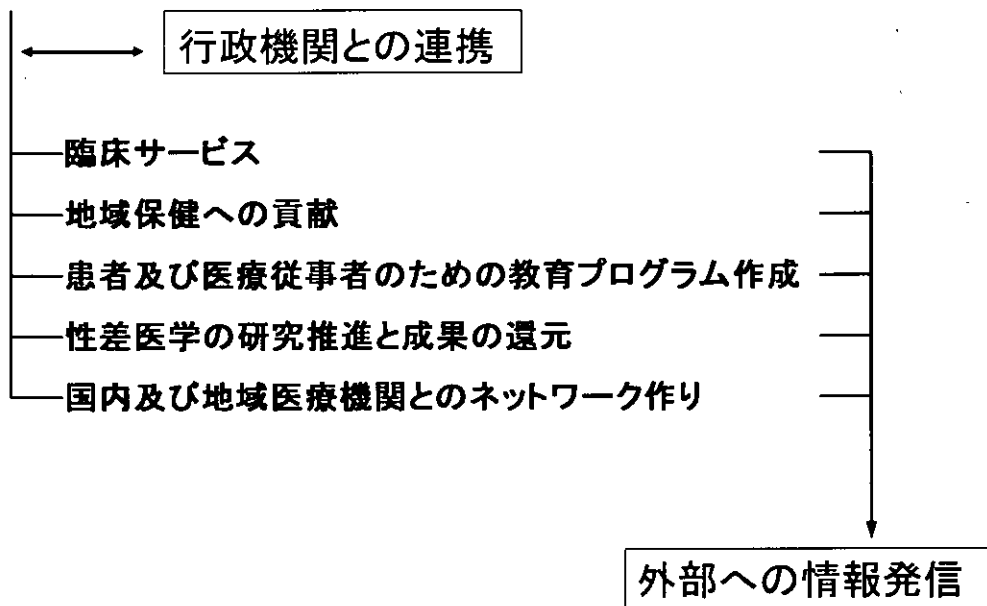 行政機関との連携
臨床サービス
地域保健への貢献
患者及び医療従事者のための教育プログラム作成
性差医学の研究推進と成果の還元
国内及び地域医療機関とのネットワーク作り
外部への情報発信